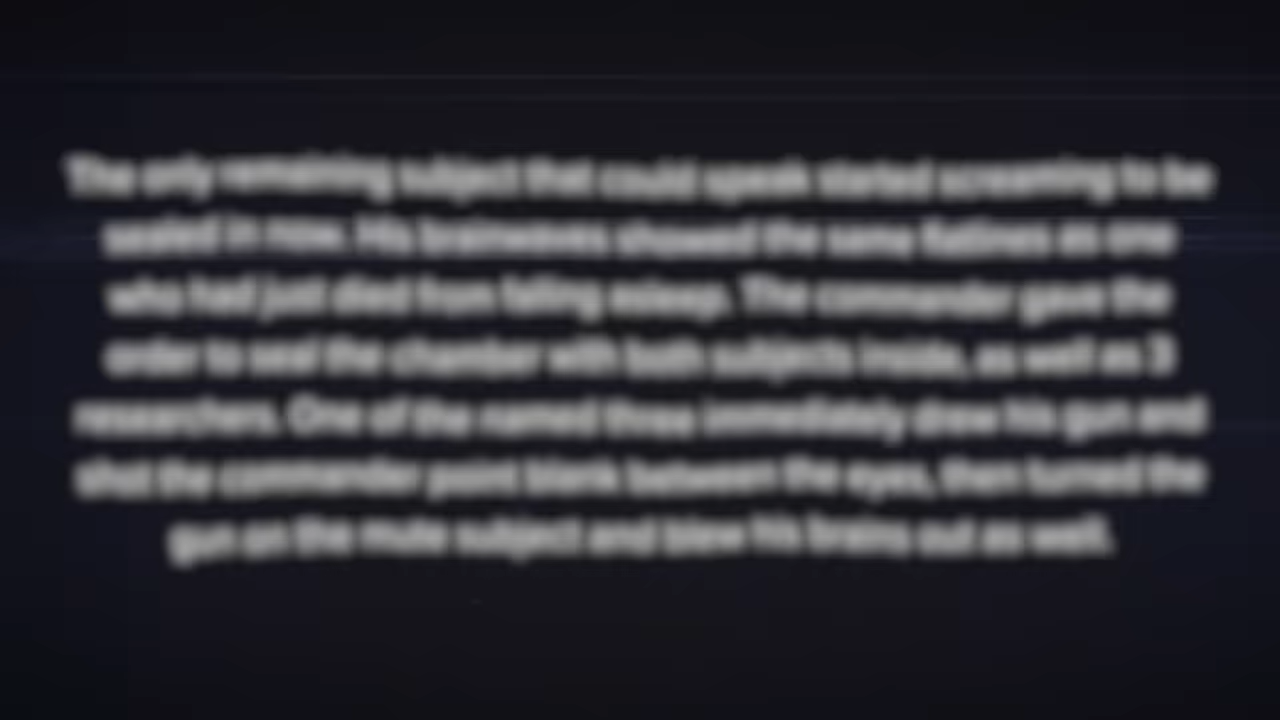 The only remaining subject that could speak started screaming to be
sealed in now. His brainwaves showed the same flatlines as one
who had just died from falling asleep. The commander gave the
order to seal the chamber with both subjects inside, as well as 3
researchers. One of the named three immediately drew his gun and
shot the commander point blank between the eyes, then turned the
gun on the mute subject and blew his brains out as well.